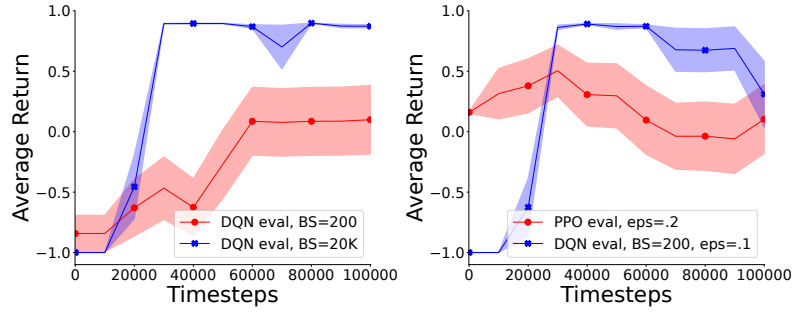 1.0
0.5
0.0
−0.5
−1.0
Average Return
DQN eval, BS=200
DQN eval, BS=20K
0 20000 40000 60000 80000 100000
Timesteps
1.0
0.5
0.0
−0.5
−1.0
Average Return
PPO eval, eps=.2
DQN eval, BS=200, eps=.1
0 20000 40000 60000 80000 100000
Timesteps